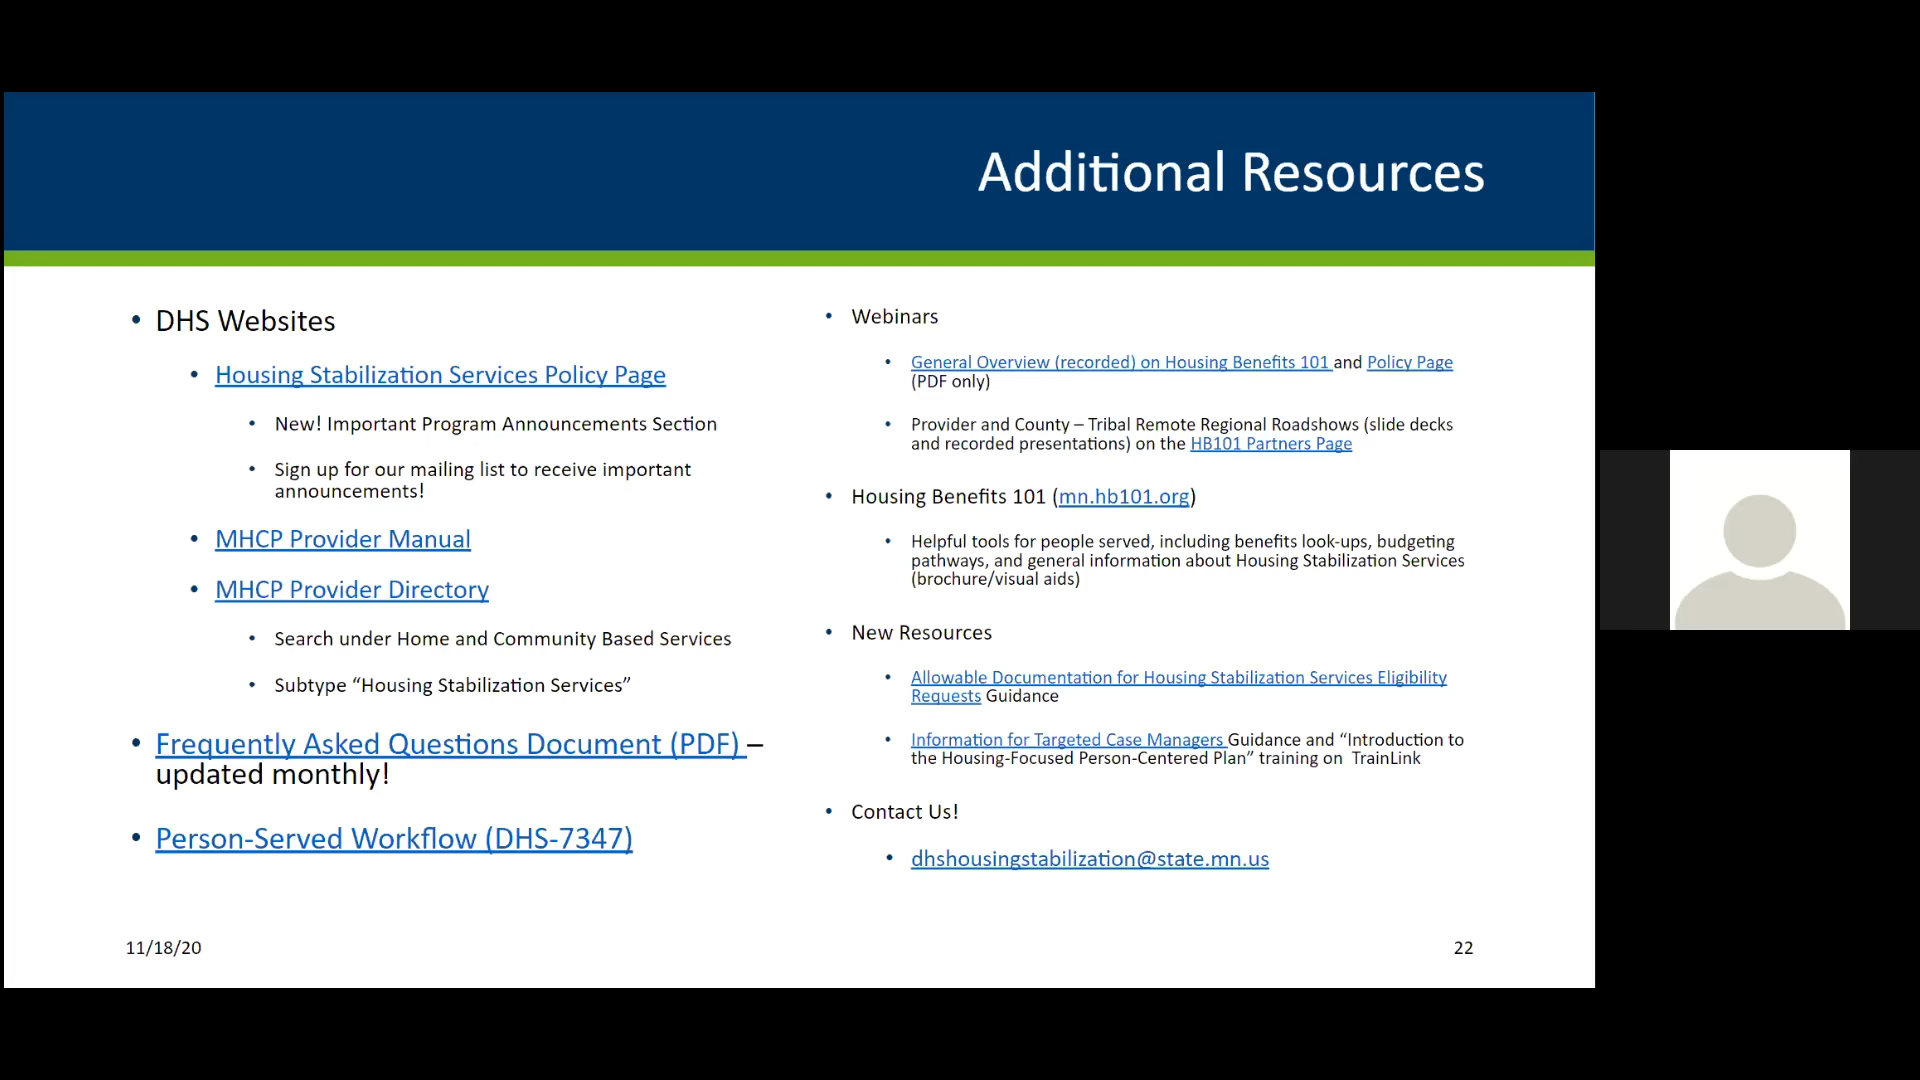 Additional Resources
• DHS Websites
• Housing Stabilization Services Policy Page
• New! Important Program Announcements Section
• Sign up for our mailing list to receive important
announcements!
• MHCP Provider Manual
• MHCP Provider Directory
• Search under Home and Community Based Services
• Subtype “Housing Stabilization Services”
• Frequently Asked Questions Document (PDF) –
updated monthly!
• Person-Served Workflow (DHS-7347)
• Webinars
• General Overview (recorded) on Housing Benefits 101 and Policy Page
(PDF only)
• Provider and County – Tribal Remote Regional Roadshows (slide decks
and recorded presentations) on the HB101 Partners Page
• Housing Benefits 101 (mn.hb101.org)
• Helpful tools for people served, including benefits look-ups, budgeting
pathways, and general information about Housing Stabilization Services
(brochure/visual aids)
• New Resources
• Allowable Documentation for Housing Stabilization Services Eligibility
Requests Guidance
• Information for Targeted Case Managers Guidance and “Introduction to
the Housing-Focused Person-Centered Plan” training on TrainLink
• Contact Us!
• dhshousingstabilization@state.mn.us
11/18/20
22